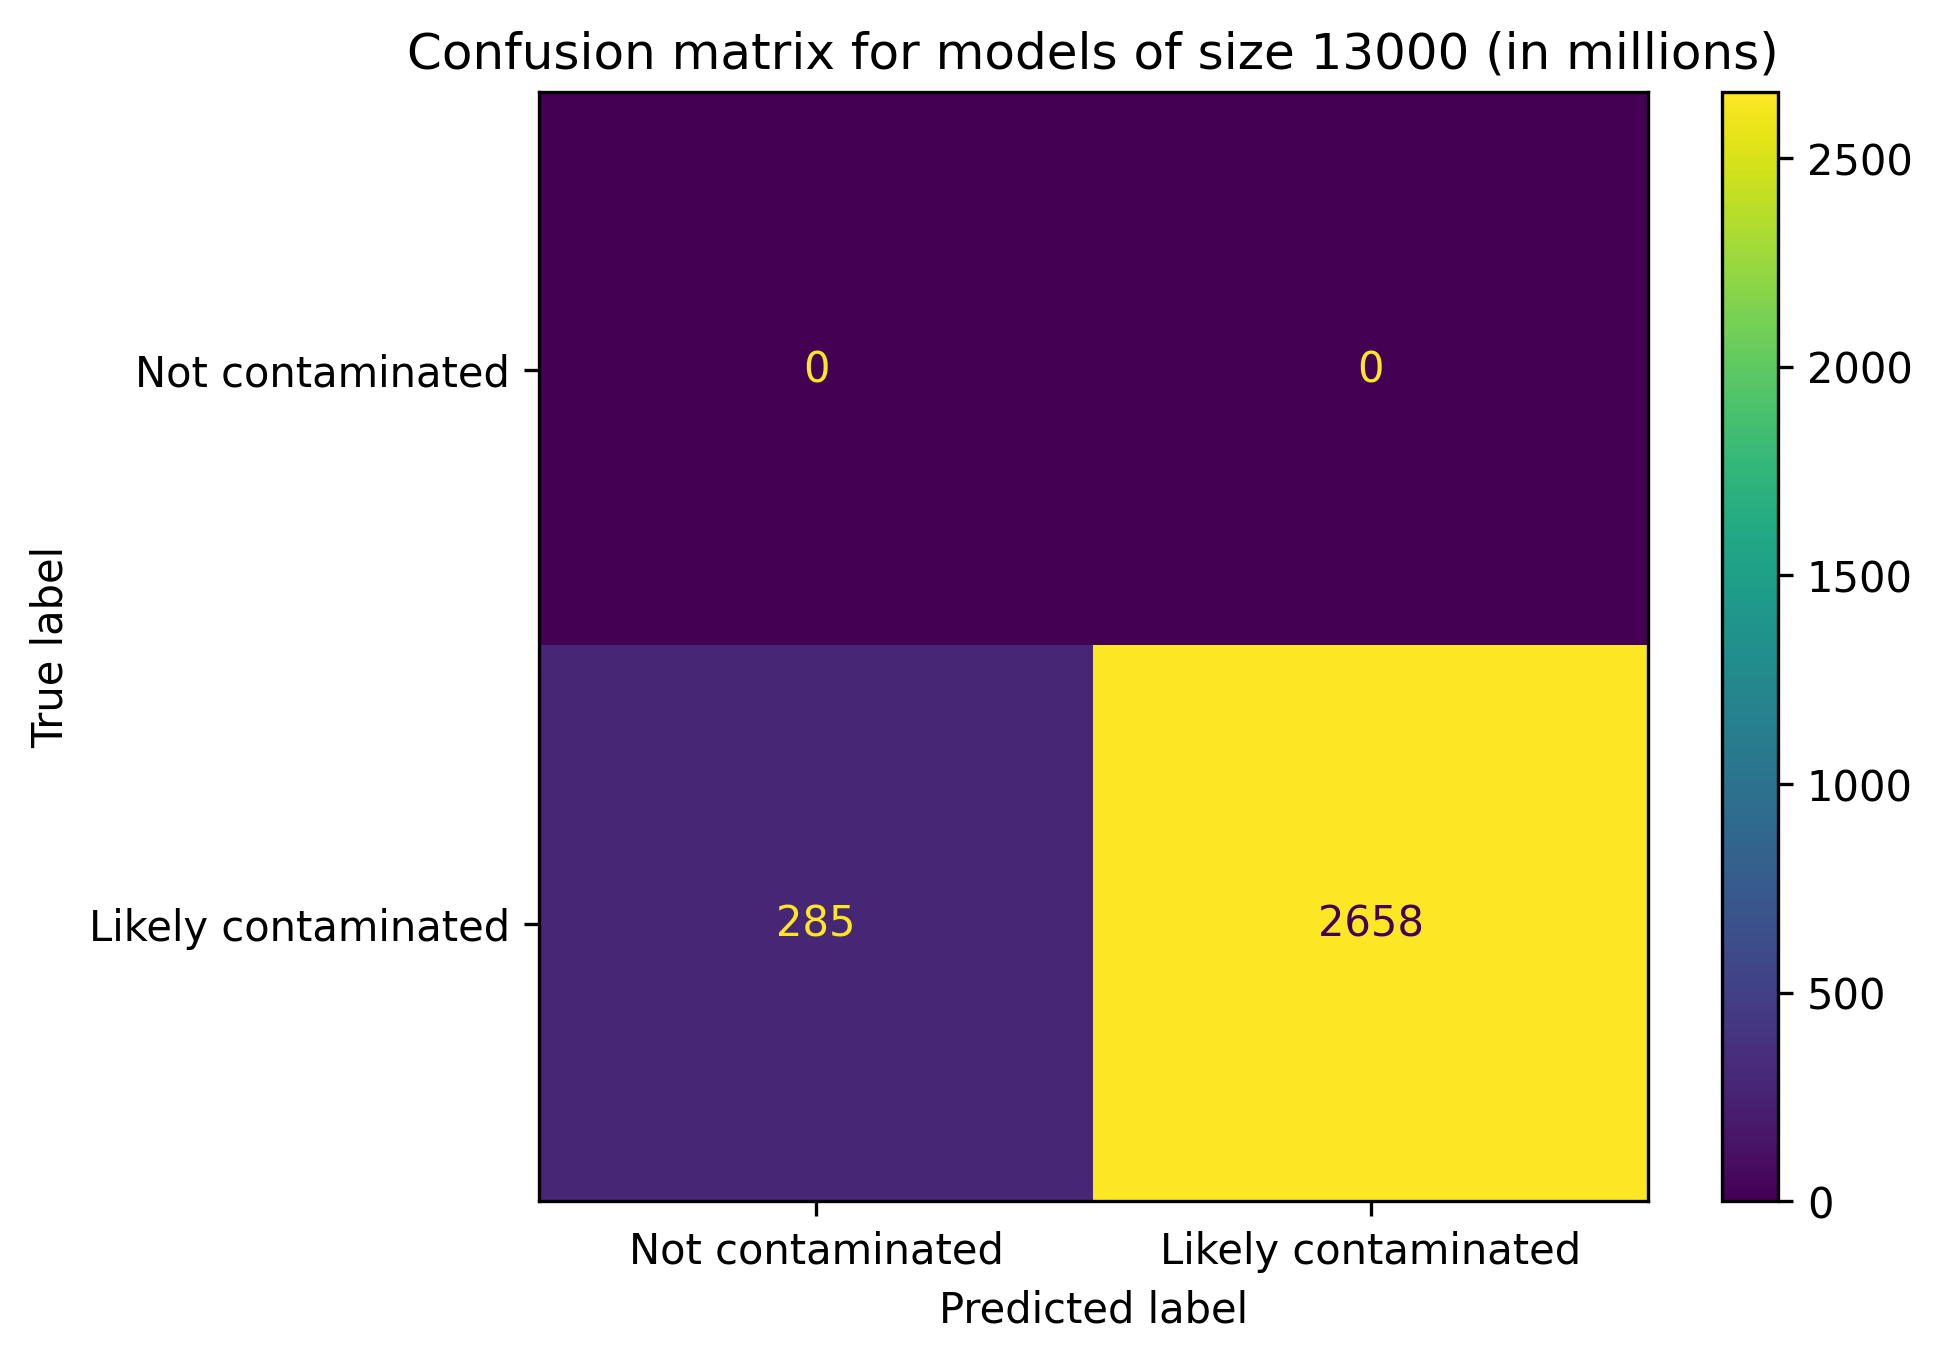 Confusion matrix for models of size 13000 (in millions)
True label
Not contaminated
0
0
Likely contaminated
285
2658
Not contaminated
Likely contaminated
Predicted label
2500
2000
1500
1000
500
0